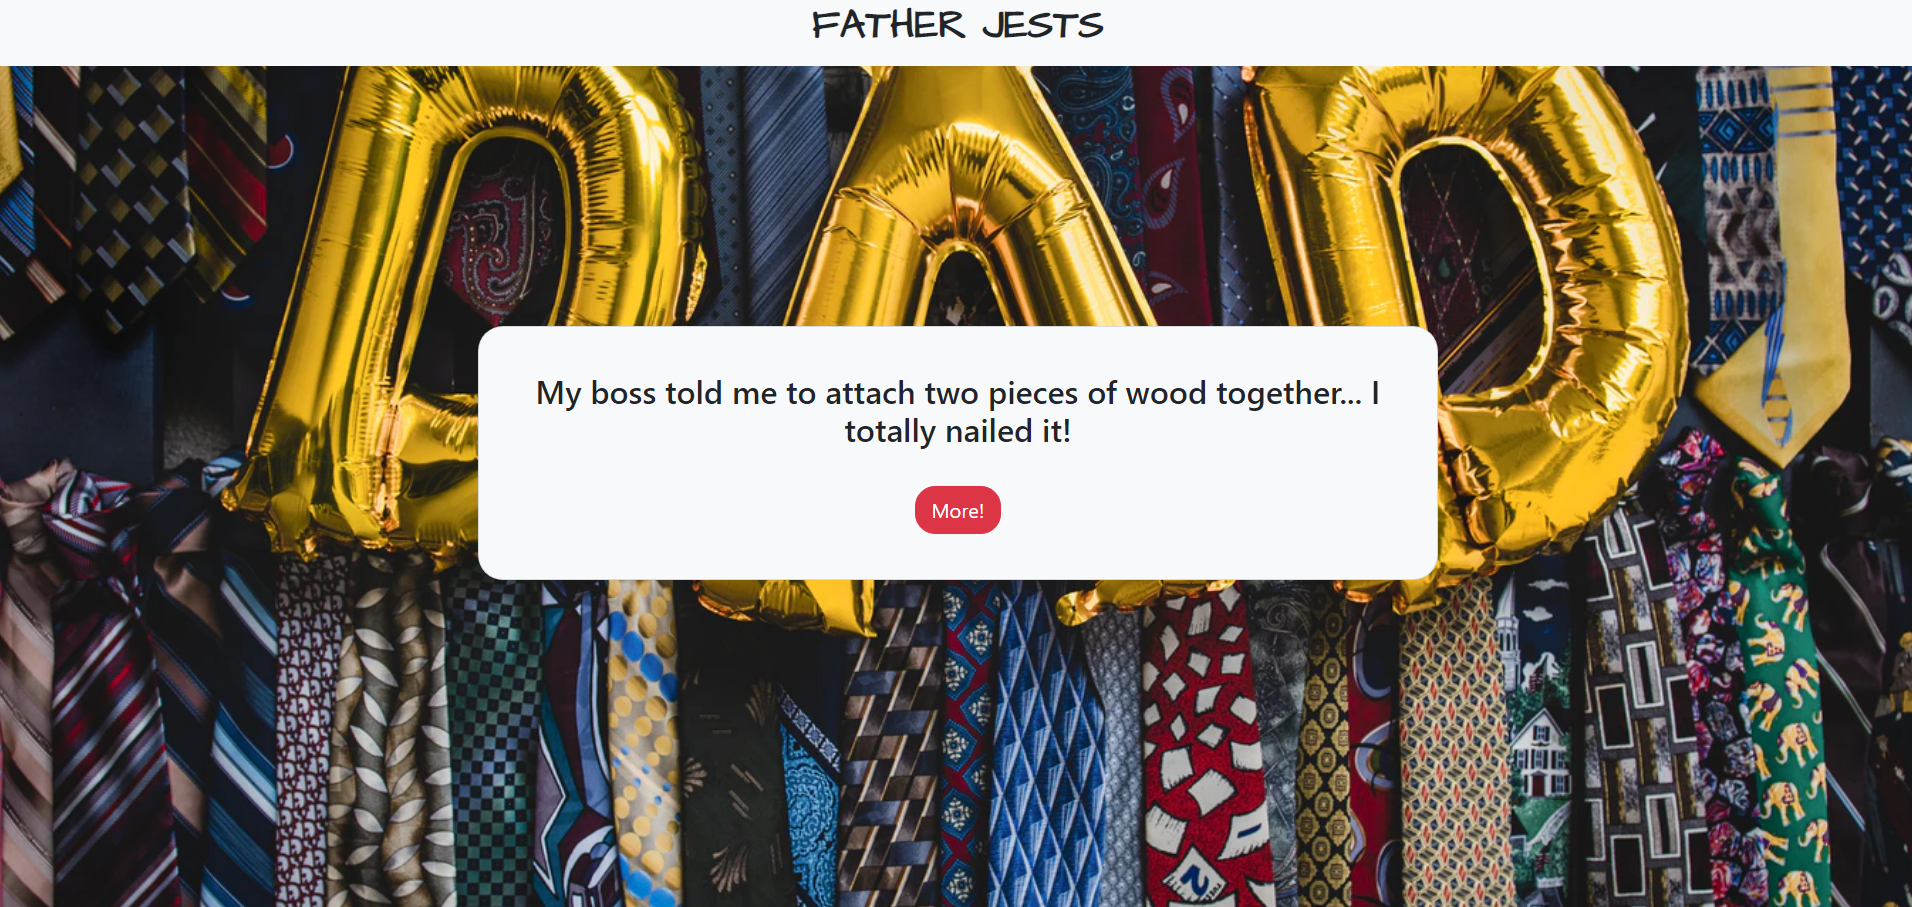 FATHER JESTS
DAD
My boss told me to attach two pieces of wood together... I
totally nailed it!
More!